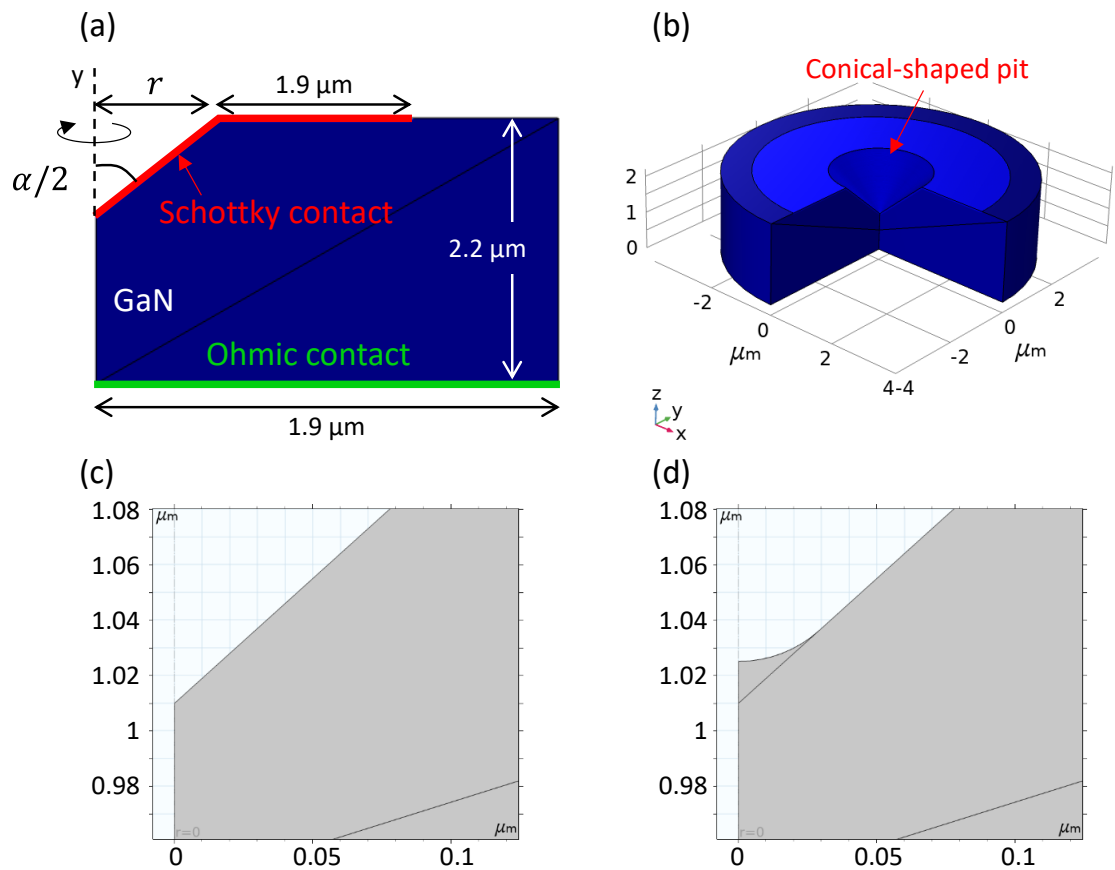 (a)
(b)
y
r
1.9 μm
α/2
Schottky contact
2.2 μm
GaN
Ohmic contact
1.9 μm
Conical-shaped pit
2
1
0
-2
0
2
4
-4
-2
0
2
μm
μm
z
y
x
(c)
(d)
1.08
1.06
1.04
1.02
1
0.98
μm
r=0
μm
0
0.05
0.1
1.08
1.06
1.04
1.02
1
0.98
μm
r=0
μm
0
0.05
0.1